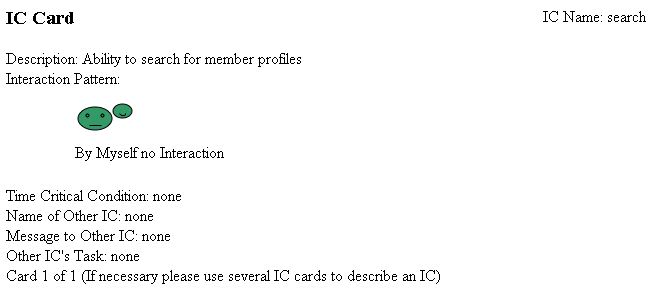 IC Card
IC Name: search
Description: Ability to search for member profiles
Interaction Pattern:
By Myself no Interaction
Time Critical Condition: none
Name of Other IC: none
Message to Other IC: none
Other IC's Task: none
Card 1 of 1 (If necessary please use several IC cards to describe an IC)